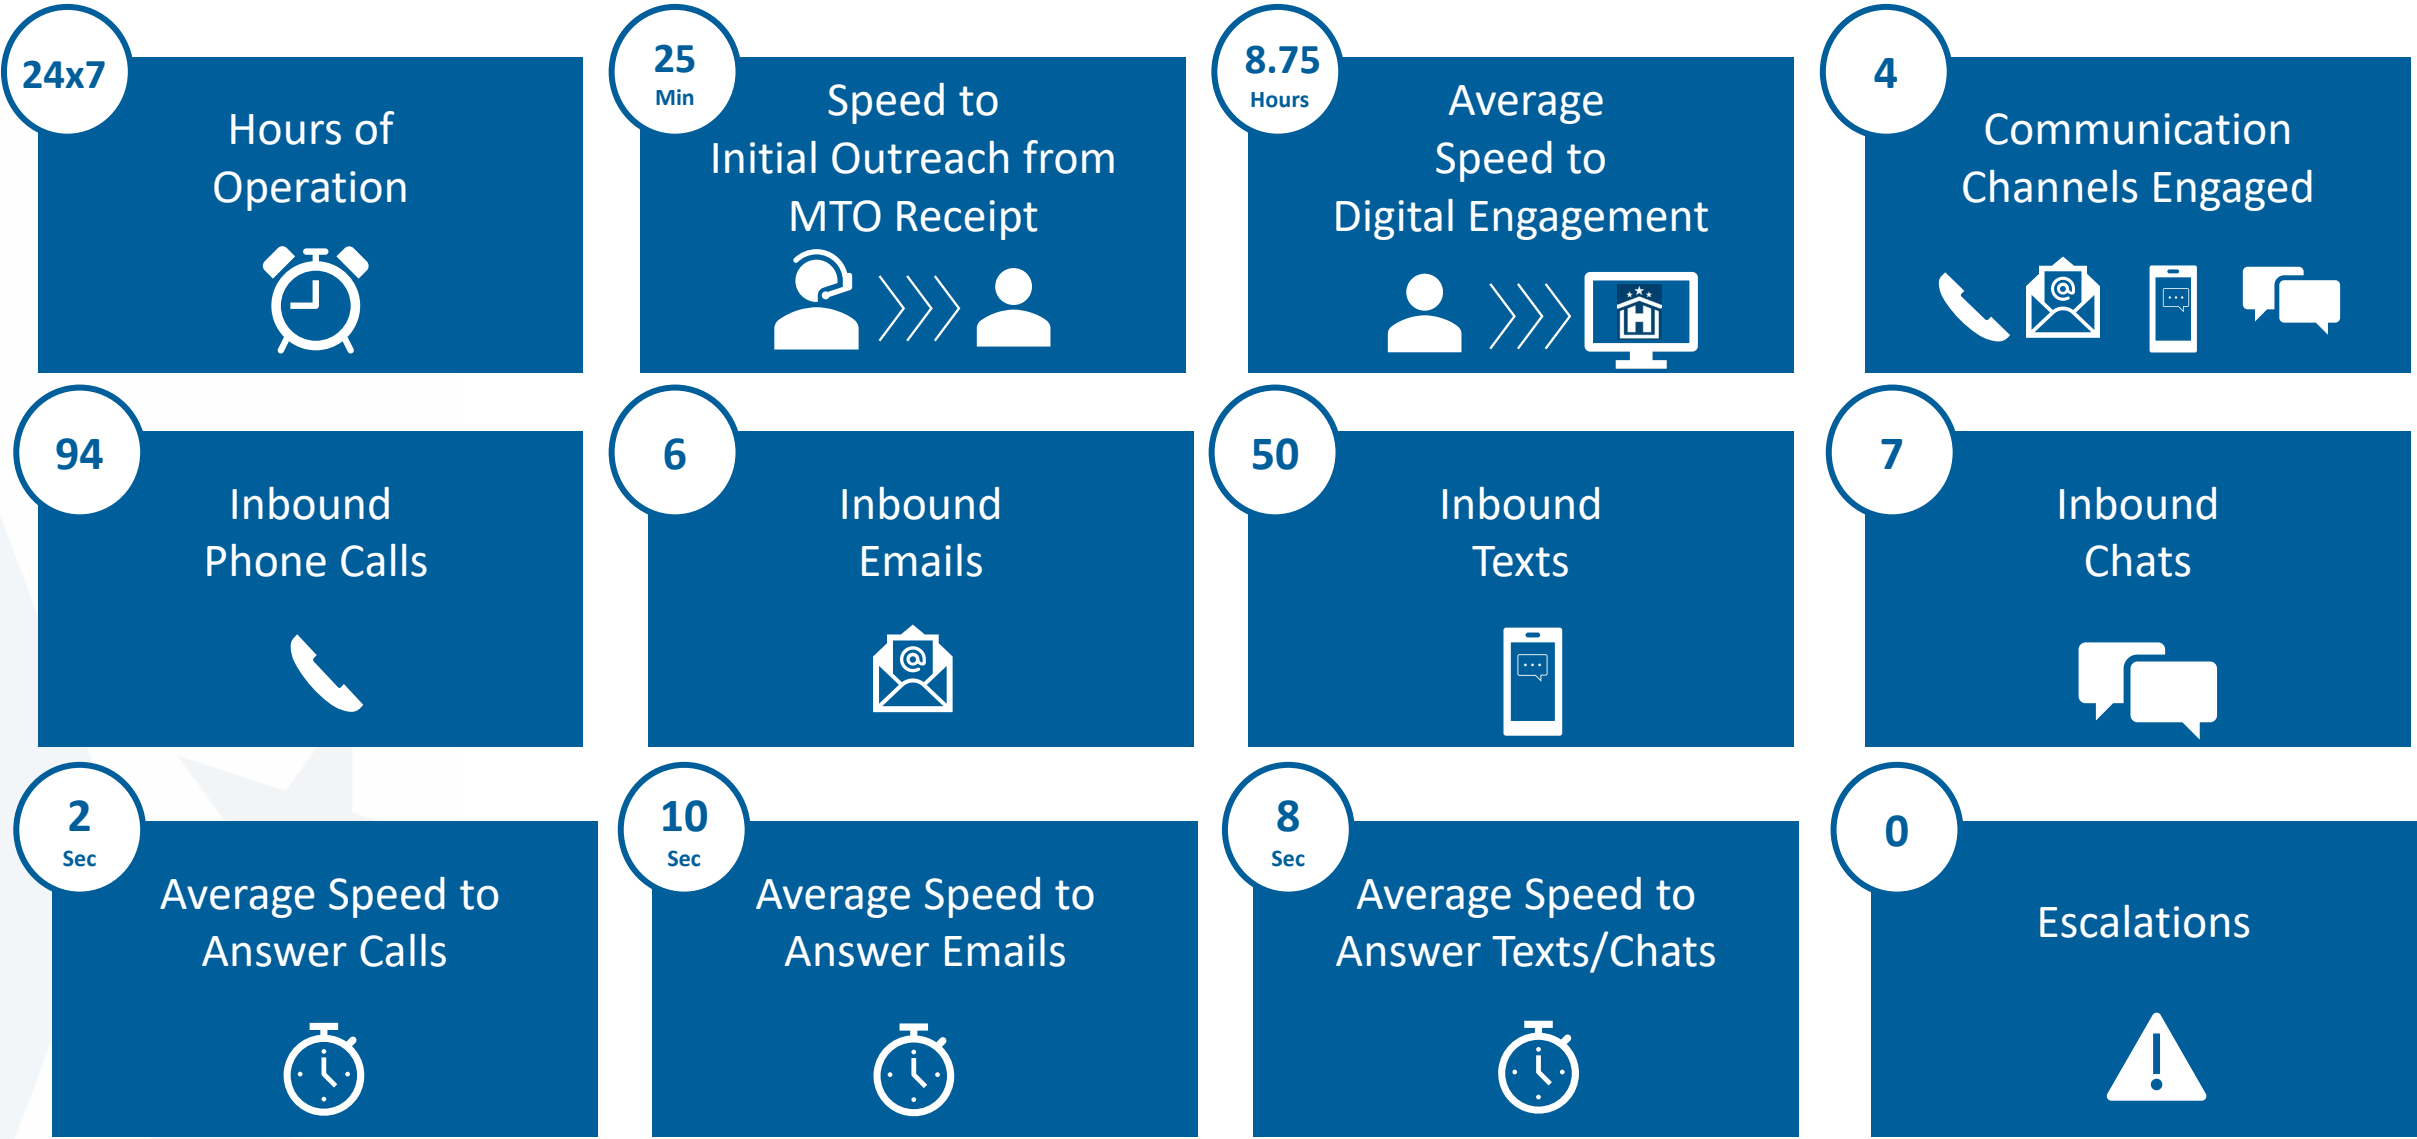 24x7
Hours of
Operation
25
Min
Speed to
Initial Outreach from
MTO Receipt
8.75
Hours
Average
Speed to
Digital Engagement
4
Communication
Channels Engaged
@
94
Inbound
Phone Calls
6
Inbound
Emails
@
50
Inbound
Texts
7
Inbound
Chats
2
Sec
Average Speed to
Answer Calls
10
Sec
Average Speed to
Answer Emails
8
Sec
Average Speed to
Answer Texts/Chats
0
Escalations